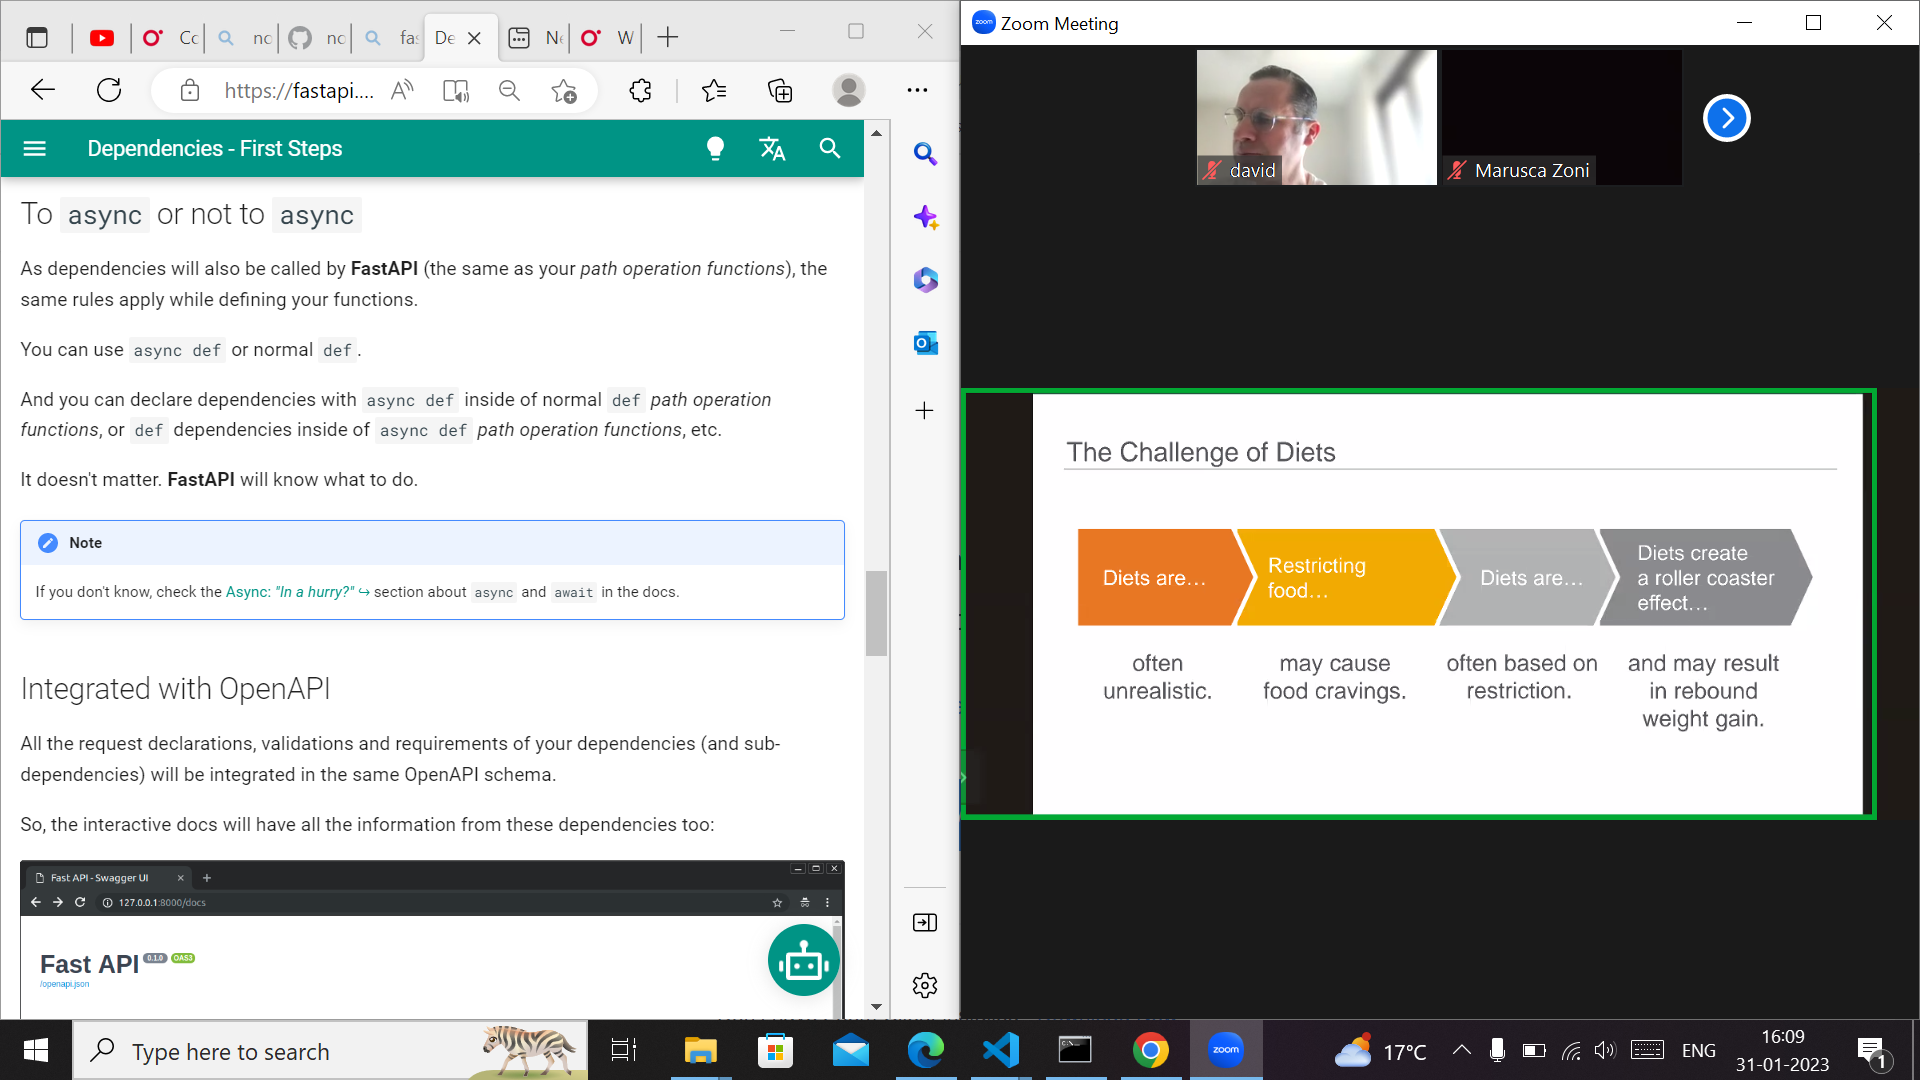 Cc
nc
nc
fas
De
Ne
W
https://fastapi....
Dependencies - First Steps
To async or not to async
As dependencies will also be called by FastAPI (the same as your path operation functions), the
same rules apply while defining your functions.
You can use async def or normal def.
And you can declare dependencies with async def inside of normal def path operation
functions, or def dependencies inside of async def path operation functions, etc.
It doesn't matter. FastAPI will know what to do.
Note
If you don't know, check the Async: "In a hurry?" ↪ section about async and await in the docs.
Integrated with OpenAPI
All the request declarations, validations and requirements of your dependencies (and sub-
dependencies) will be integrated in the same OpenAPI schema.
So, the interactive docs will have all the information from these dependencies too:
Fast API - Swagger UI
127.0.0.1:8000/docs
Fast API 0.1.0 OAS3
/openapi.json
zoom Zoom Meeting
david
Marusca Zoni
The Challenge of Diets
Diets are…
Restricting
food…
Diets are…
Diets create
a roller coaster
effect…
often
unrealistic.
may cause
food cravings.
often based on
restriction.
and may result
in rebound
weight gain.
Type here to search
zoom
17°C
ENG
16:09
31-01-2023
1